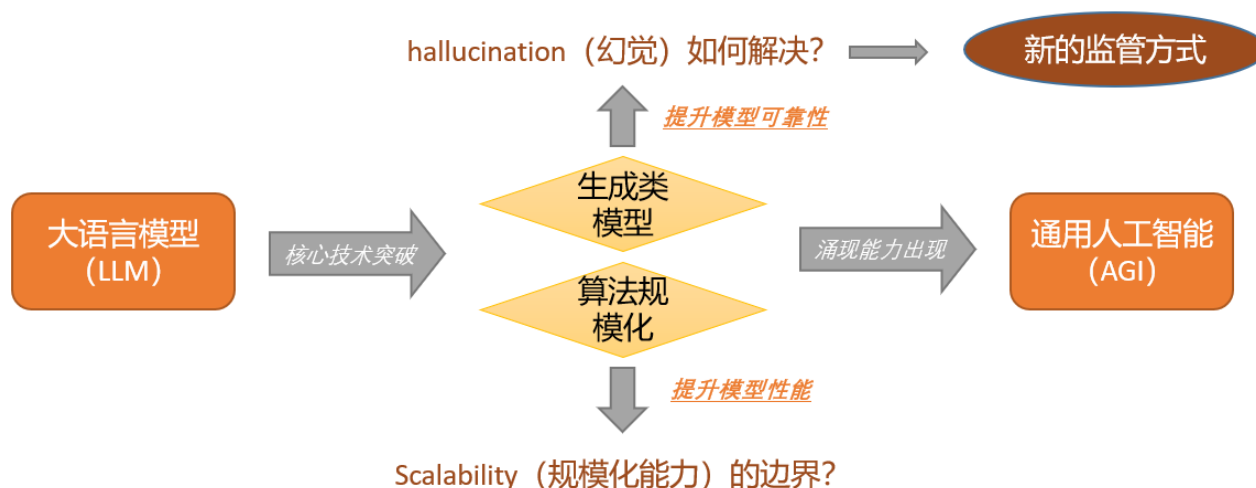 hallucination（幻觉）如何解决？
新的监管方式
提升模型可靠性
生成类
模型
大语言模型
（LLM）
核心技术突破
涌现能力出现
通用人工智能
（AGI）
算法规
模化
提升模型性能
Scalability（规模化能力）的边界？